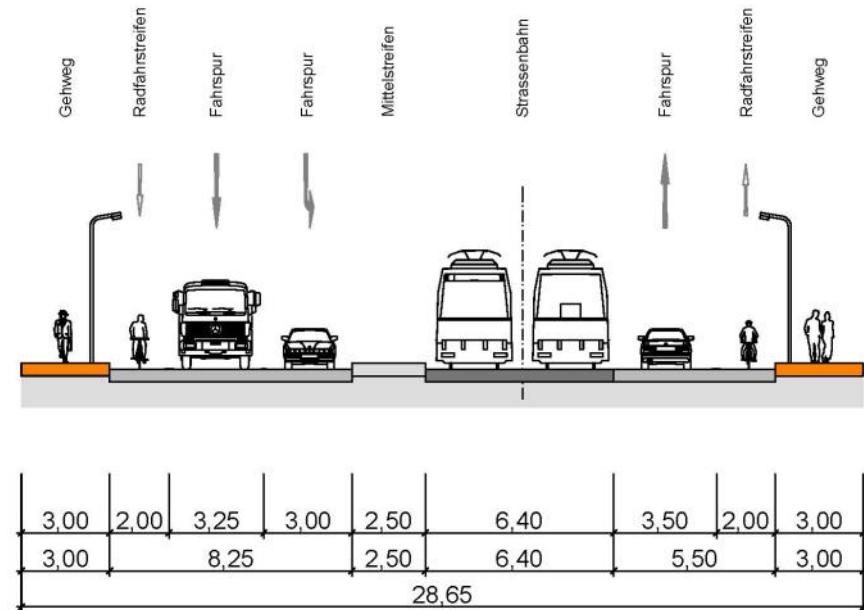 Gehweg
Radfahrstreifen
Fahrspur
Fahrspur
Mittelstreifen
Strassenbahn
Fahrspur
Radfahrstreifen
Gehweg
3,00 2,00 3,25 3,00 2,50 6,40 3,50 2,00 3,00
3,00 8,25 2,50 6,40 5,50 3,00
28,65